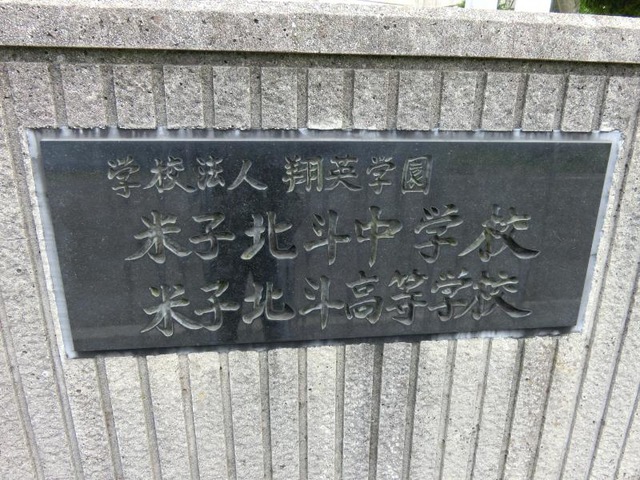 学校法人 翔英学園
米子北斗中学校
米子北斗高等学校